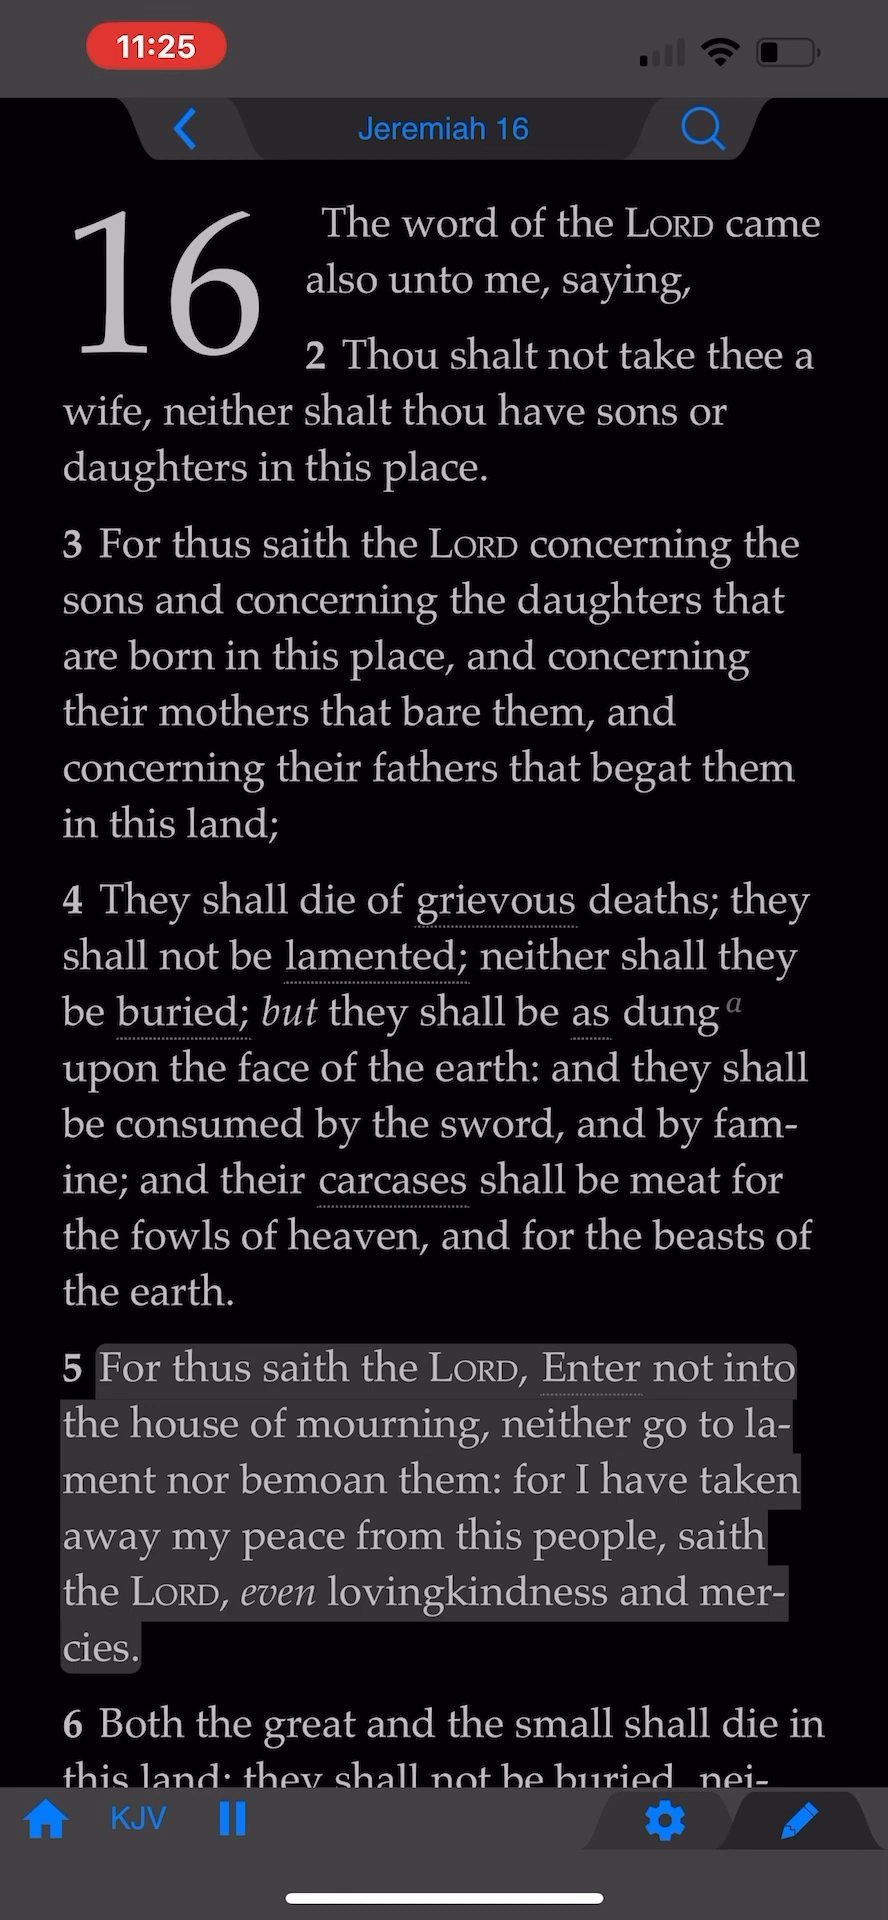 11:25
Jeremiah 16
16 The word of the LORD came
also unto me, saying,
2 Thou shalt not take thee a
wife, neither shalt thou have sons or
daughters in this place.
3 For thus saith the LORD concerning the
sons and concerning the daughters that
are born in this place, and concerning
their mothers that bare them, and
concerning their fathers that begat them
in this land;
4 They shall die of grievous deaths; they
shall not be lamented; neither shall they
be buried; but they shall be as dung a
upon the face of the earth: and they shall
be consumed by the sword, and by fam-
ine; and their carcases shall be meat for
the fowls of heaven, and for the beasts of
the earth.
5 For thus saith the LORD, Enter not into
the house of mourning, neither go to la-
ment nor bemoan them: for I have taken
away my peace from this people, saith
the LORD, even lovingkindness and mer-
cies.
6 Both the great and the small shall die in
this land: they shall not be buried, nei-
KJV